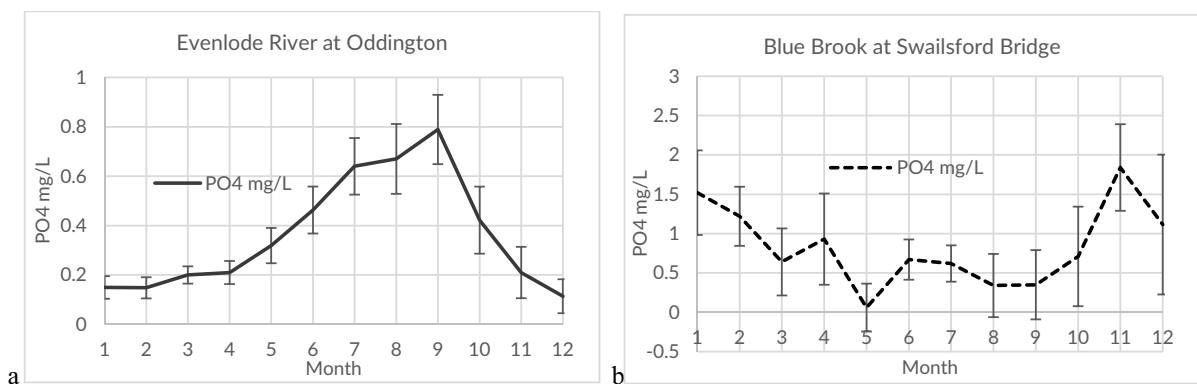 Evenlode River at Oddington
1
0.8
0.6
0.4
0.2
0
PO4 mg/L
PO4 mg/L
1 2 3 4 5 6 7 8 9 10 11 12
Month
a
Blue Brook at Swailsford Bridge
3
2.5
2
1.5
1
0.5
0
-0.5
PO4 mg/L
PO4 mg/L
1 2 3 4 5 6 7 8 9 10 11 12
Month
b